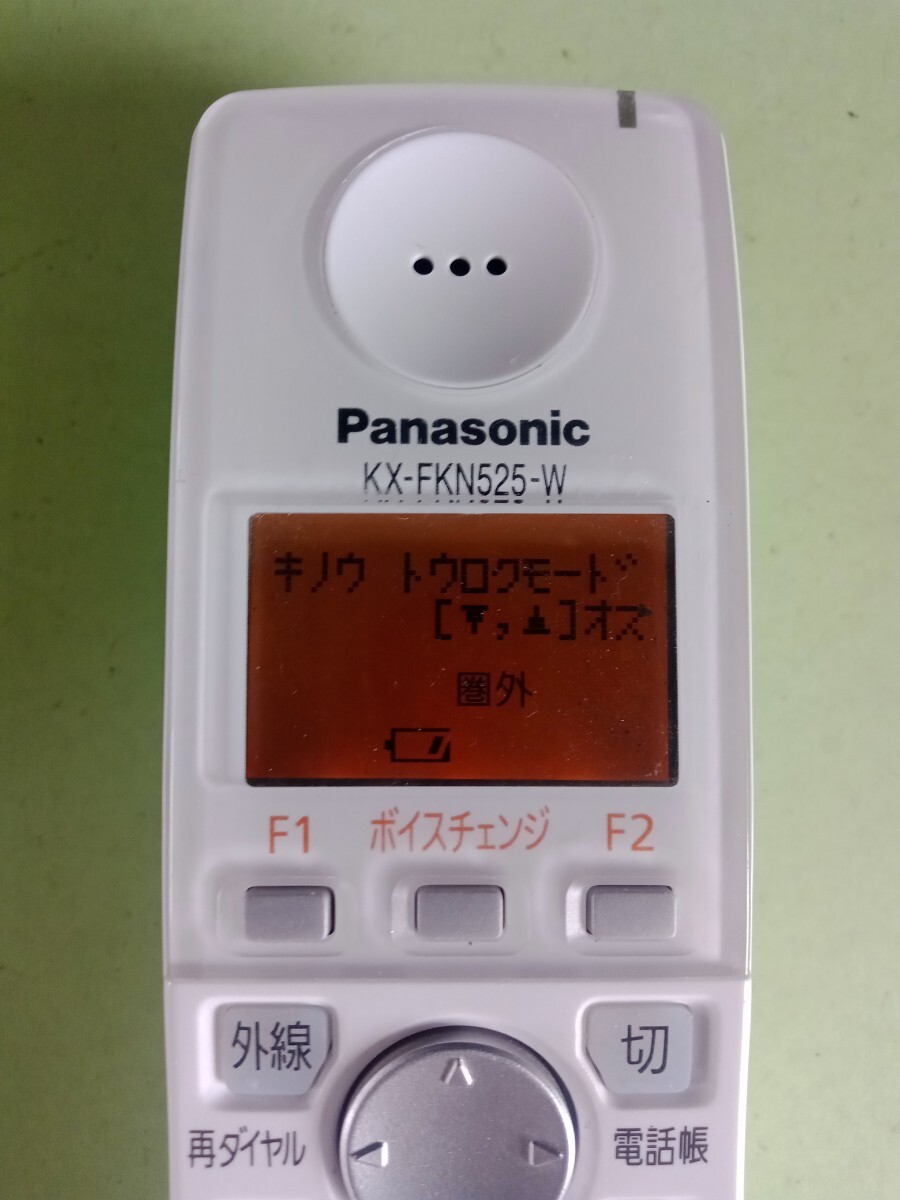 Panasonic
KX-FKN525-W
キノウ トウロクモード
[▼,▲]オス
圏外
F1 ボイスチェンジ F2
外線 切
再ダイヤル 電話帳